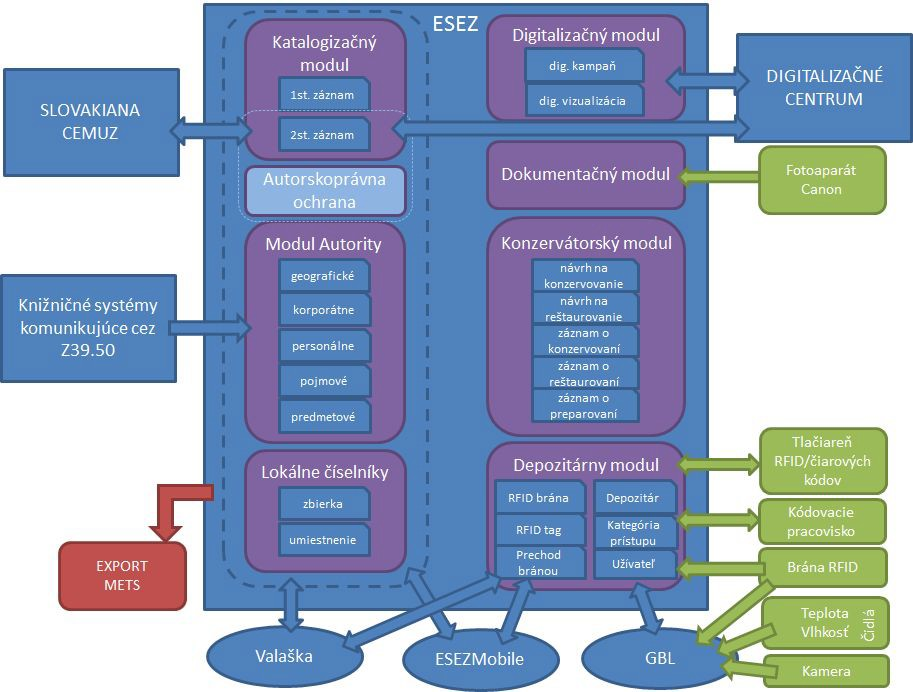 ESEZ
Katalogizačný
modul
1st. záznam
2st. záznam
Autorskoprávna
ochrana
Modul Autority
geografické
korporátne
personálne
pojmové
predmetové
Lokálne číselníky
zbierka
umiestnenie
Digitalizačný modul
dig. kampaň
dig. vizualizácia
Dokumentačný modul
Konzervátorský modul
návrh na
konzervovanie
návrh na
reštaurovanie
záznam o
konzervovaní
záznam o
reštaurovaní
záznam o
preparovaní
Depozitárny modul
RFID brána
RFID tag
Prechod
bránou
Depozitár
Kategória
prístupu
Užívateľ
SLOVAKIANA
CEMUZ
Knižničné systémy
komunikujúce cez
Z39.50
EXPORT
METS
DIGITALIZAČNÉ
CENTRUM
Fotoaparát
Canon
Tlačiareň
RFID/čiarových
kódov
Kódovacie
pracovisko
Brána RFID
Teplota
Vlhkosť
Čidlá
Kamera
Valaška
ESEZMobile
GBL